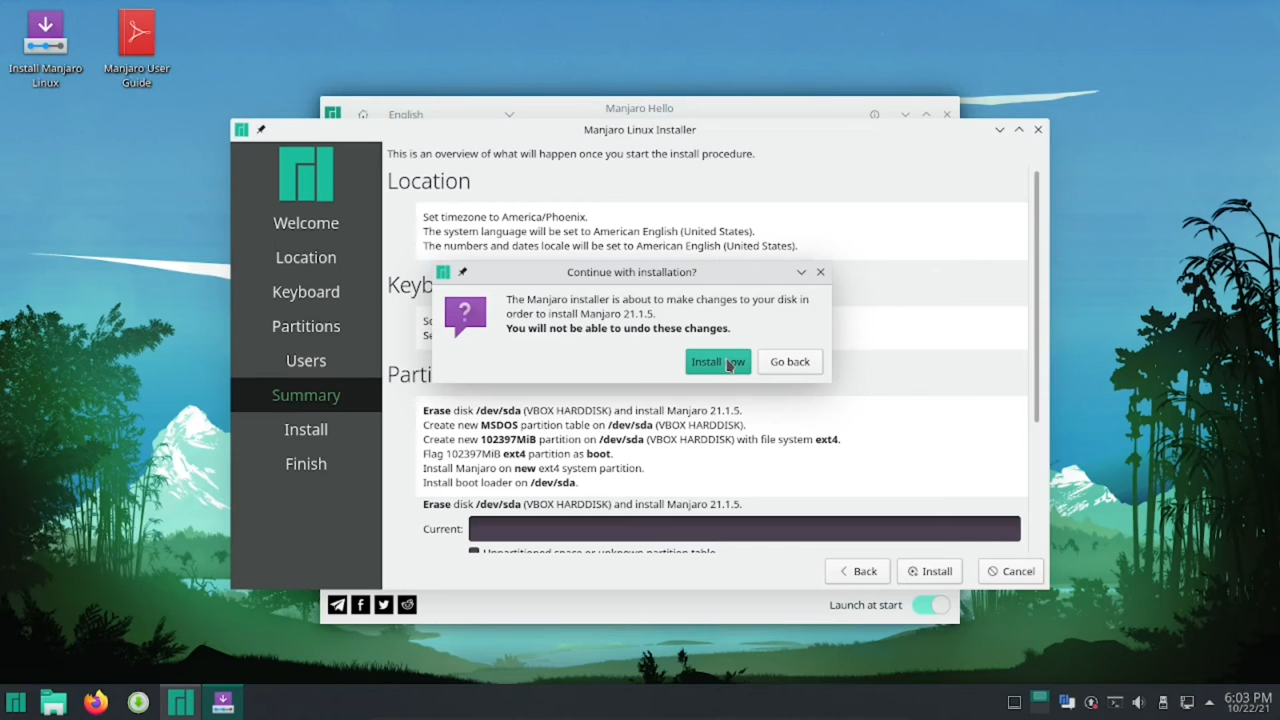 Install Manjaro
Linux
Manjaro User
Guide
Manjaro Hello
English
Manjaro Linux Installer
This is an overview of what will happen once you start the install procedure.
Welcome
Location
Keyboard
Partitions
Users
Summary
Install
Finish
Location
Set timezone to America/Phoenix.
The system language will be set to American English (United States).
The numbers and dates locale will be set to American English (United States).
Keyb
Continue with installation?
The Manjaro installer is about to make changes to your disk in
order to install Manjaro 21.1.5.
You will not be able to undo these changes.
Install
Go back
Parti
Erase disk /dev/sda (VBOX HARDDISK) and install Manjaro 21.1.5.
Create new MSDOS partition table on /dev/sda (VBOX HARDDISK).
Create new 102397MiB partition on /dev/sda (VBOX HARDDISK) with file system ext4.
Flag 102397MiB ext4 partition as boot.
Install Manjaro on new ext4 system partition.
Install boot loader on /dev/sda.
Erase disk /dev/sda (VBOX HARDDISK) and install Manjaro 21.1.5.
Current:
Unpartitioned space or unknown partition table
Back
Install
Cancel
Launch at start
6:03 PM
10/22/21